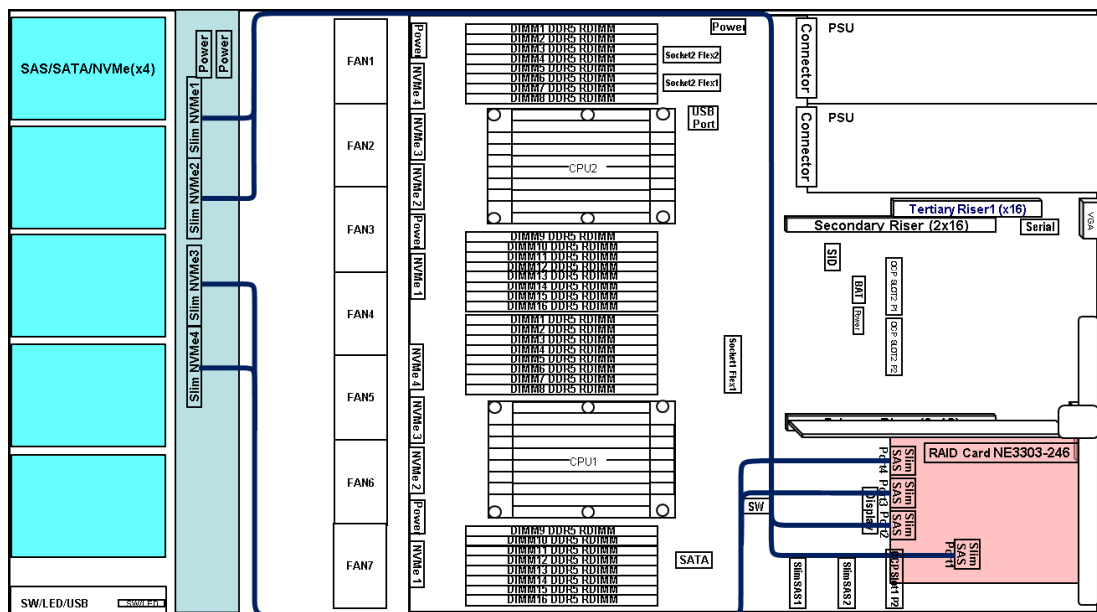 SAS/SATA/NVMe(x4)
SW/LED/USB
SW/LED
Power
Power
Slim NVMe1
Slim NVMe2
Slim NVMe3
Slim NVMe4
FAN1
FAN2
FAN3
FAN4
FAN5
FAN6
FAN7
Power
NVMe 4
NVMe 3
NVMe 2
Power
NVMe 1
NVMe 4
NVMe 3
NVMe 2
Power
NVMe 1
DIMM1 DDR5 RDIMM
DIMM2 DDR5 RDIMM
DIMM3 DDR5 RDIMM
DIMM4 DDR5 RDIMM
DIMM5 DDR5 RDIMM
DIMM6 DDR5 RDIMM
DIMM7 DDR5 RDIMM
DIMM8 DDR5 RDIMM
CPU2
DIMM9 DDR5 RDIMM
DIMM10 DDR5 RDIMM
DIMM11 DDR5 RDIMM
DIMM12 DDR5 RDIMM
DIMM13 DDR5 RDIMM
DIMM14 DDR5 RDIMM
DIMM15 DDR5 RDIMM
DIMM16 DDR5 RDIMM
DIMM1 DDR5 RDIMM
DIMM2 DDR5 RDIMM
DIMM3 DDR5 RDIMM
DIMM4 DDR5 RDIMM
DIMM5 DDR5 RDIMM
DIMM6 DDR5 RDIMM
DIMM7 DDR5 RDIMM
DIMM8 DDR5 RDIMM
CPU1
DIMM9 DDR5 RDIMM
DIMM10 DDR5 RDIMM
DIMM11 DDR5 RDIMM
DIMM12 DDR5 RDIMM
DIMM13 DDR5 RDIMM
DIMM14 DDR5 RDIMM
DIMM15 DDR5 RDIMM
DIMM16 DDR5 RDIMM
Power
Socket2 Flex2
Socket2 Flex1
USB
Port
Socket1 Flex1
SW
SATA
Connector
PSU
Connector
PSU
Tertiary Riser1 (x16)
Secondary Riser (2x16)
Serial
VGA
SID
BAT
Power
OCP SLOT2 P1
OCP SLOT2 P2
RAID Card NE3303-246
Slim
SAS
Port4
Slim
SAS
Port3
Slim
SAS
Port2
Slim
SAS
Port1
Display
SlimSAS1
SlimSAS2